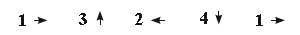 1 → 3 ↑ 2 ← 4 ↓ 1 →